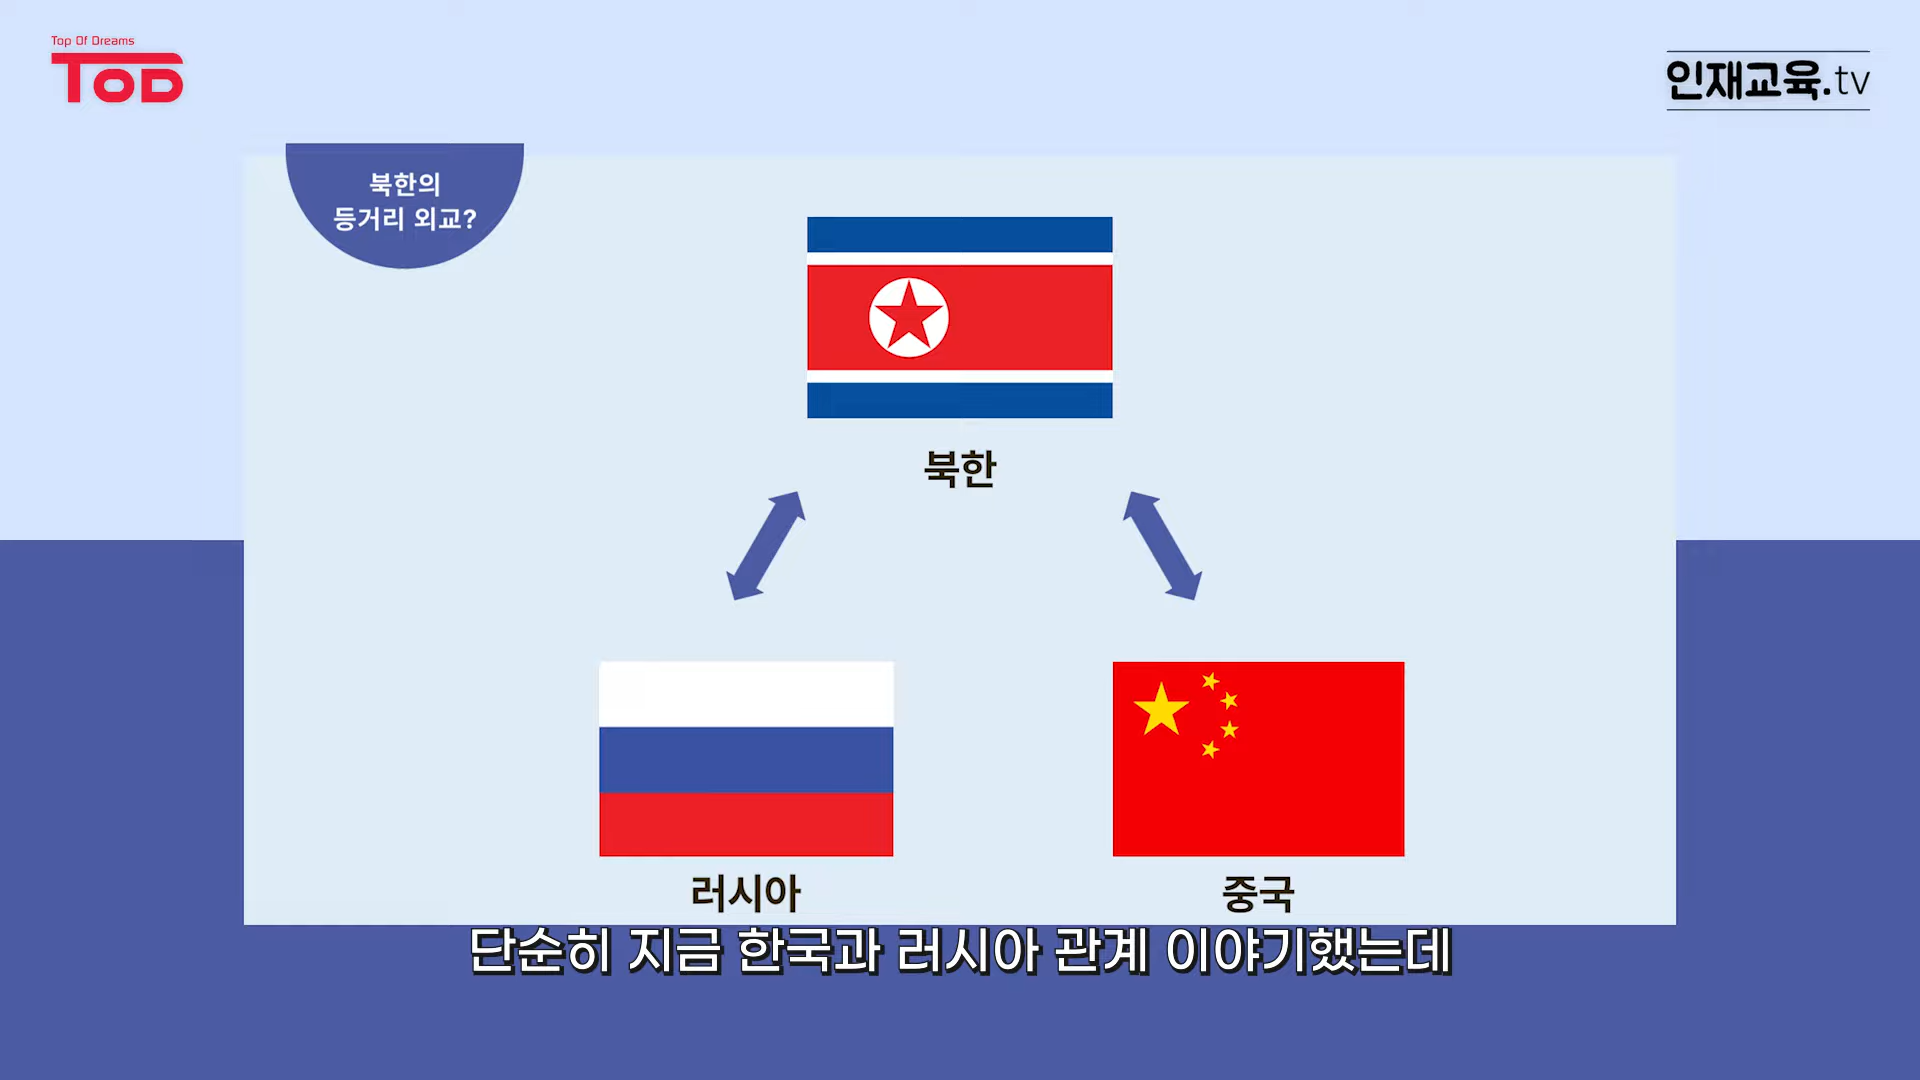 Top Of Dreams
TOD
인재교육.tv
북한의
등거리 외교?
북한
러시아
중국
단순히 지금 한국과 러시아 관계 이야기했는데